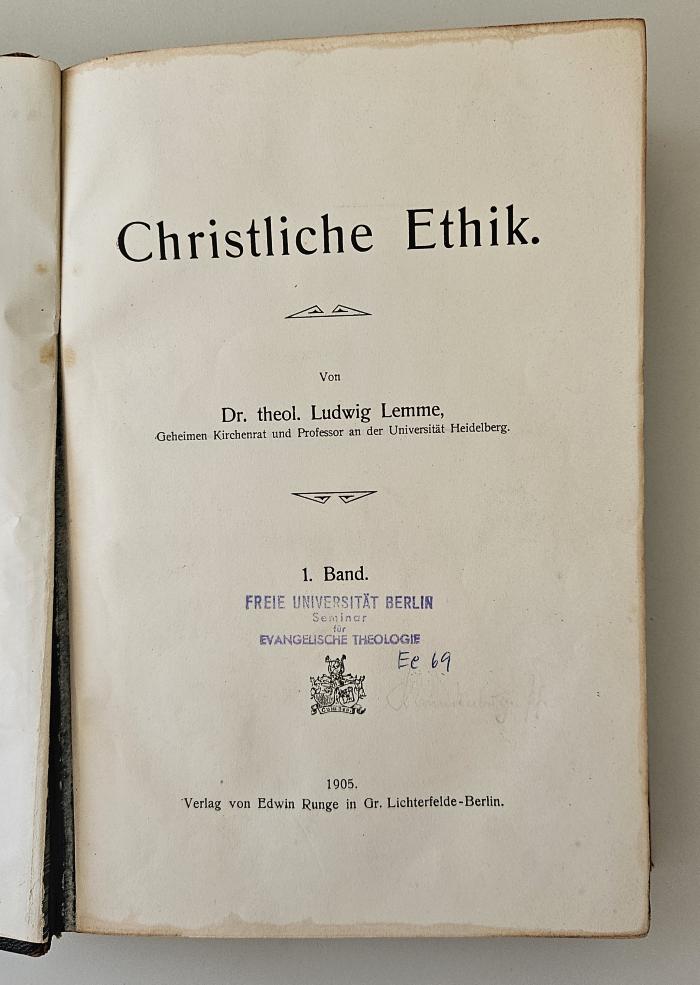 Christliche Ethik.
Von
Dr. theol. Ludwig Lemme,
Geheimen Kirchenrat und Professor an der Universität Heidelberg.
1. Band.
FREIE UNIVERSITÄT BERLIN
Seminar
für
EVANGELISCHE THEOLOGIE
Ee 69
1905.
Verlag von Edwin Runge in Gr. Lichterfelde-Berlin.